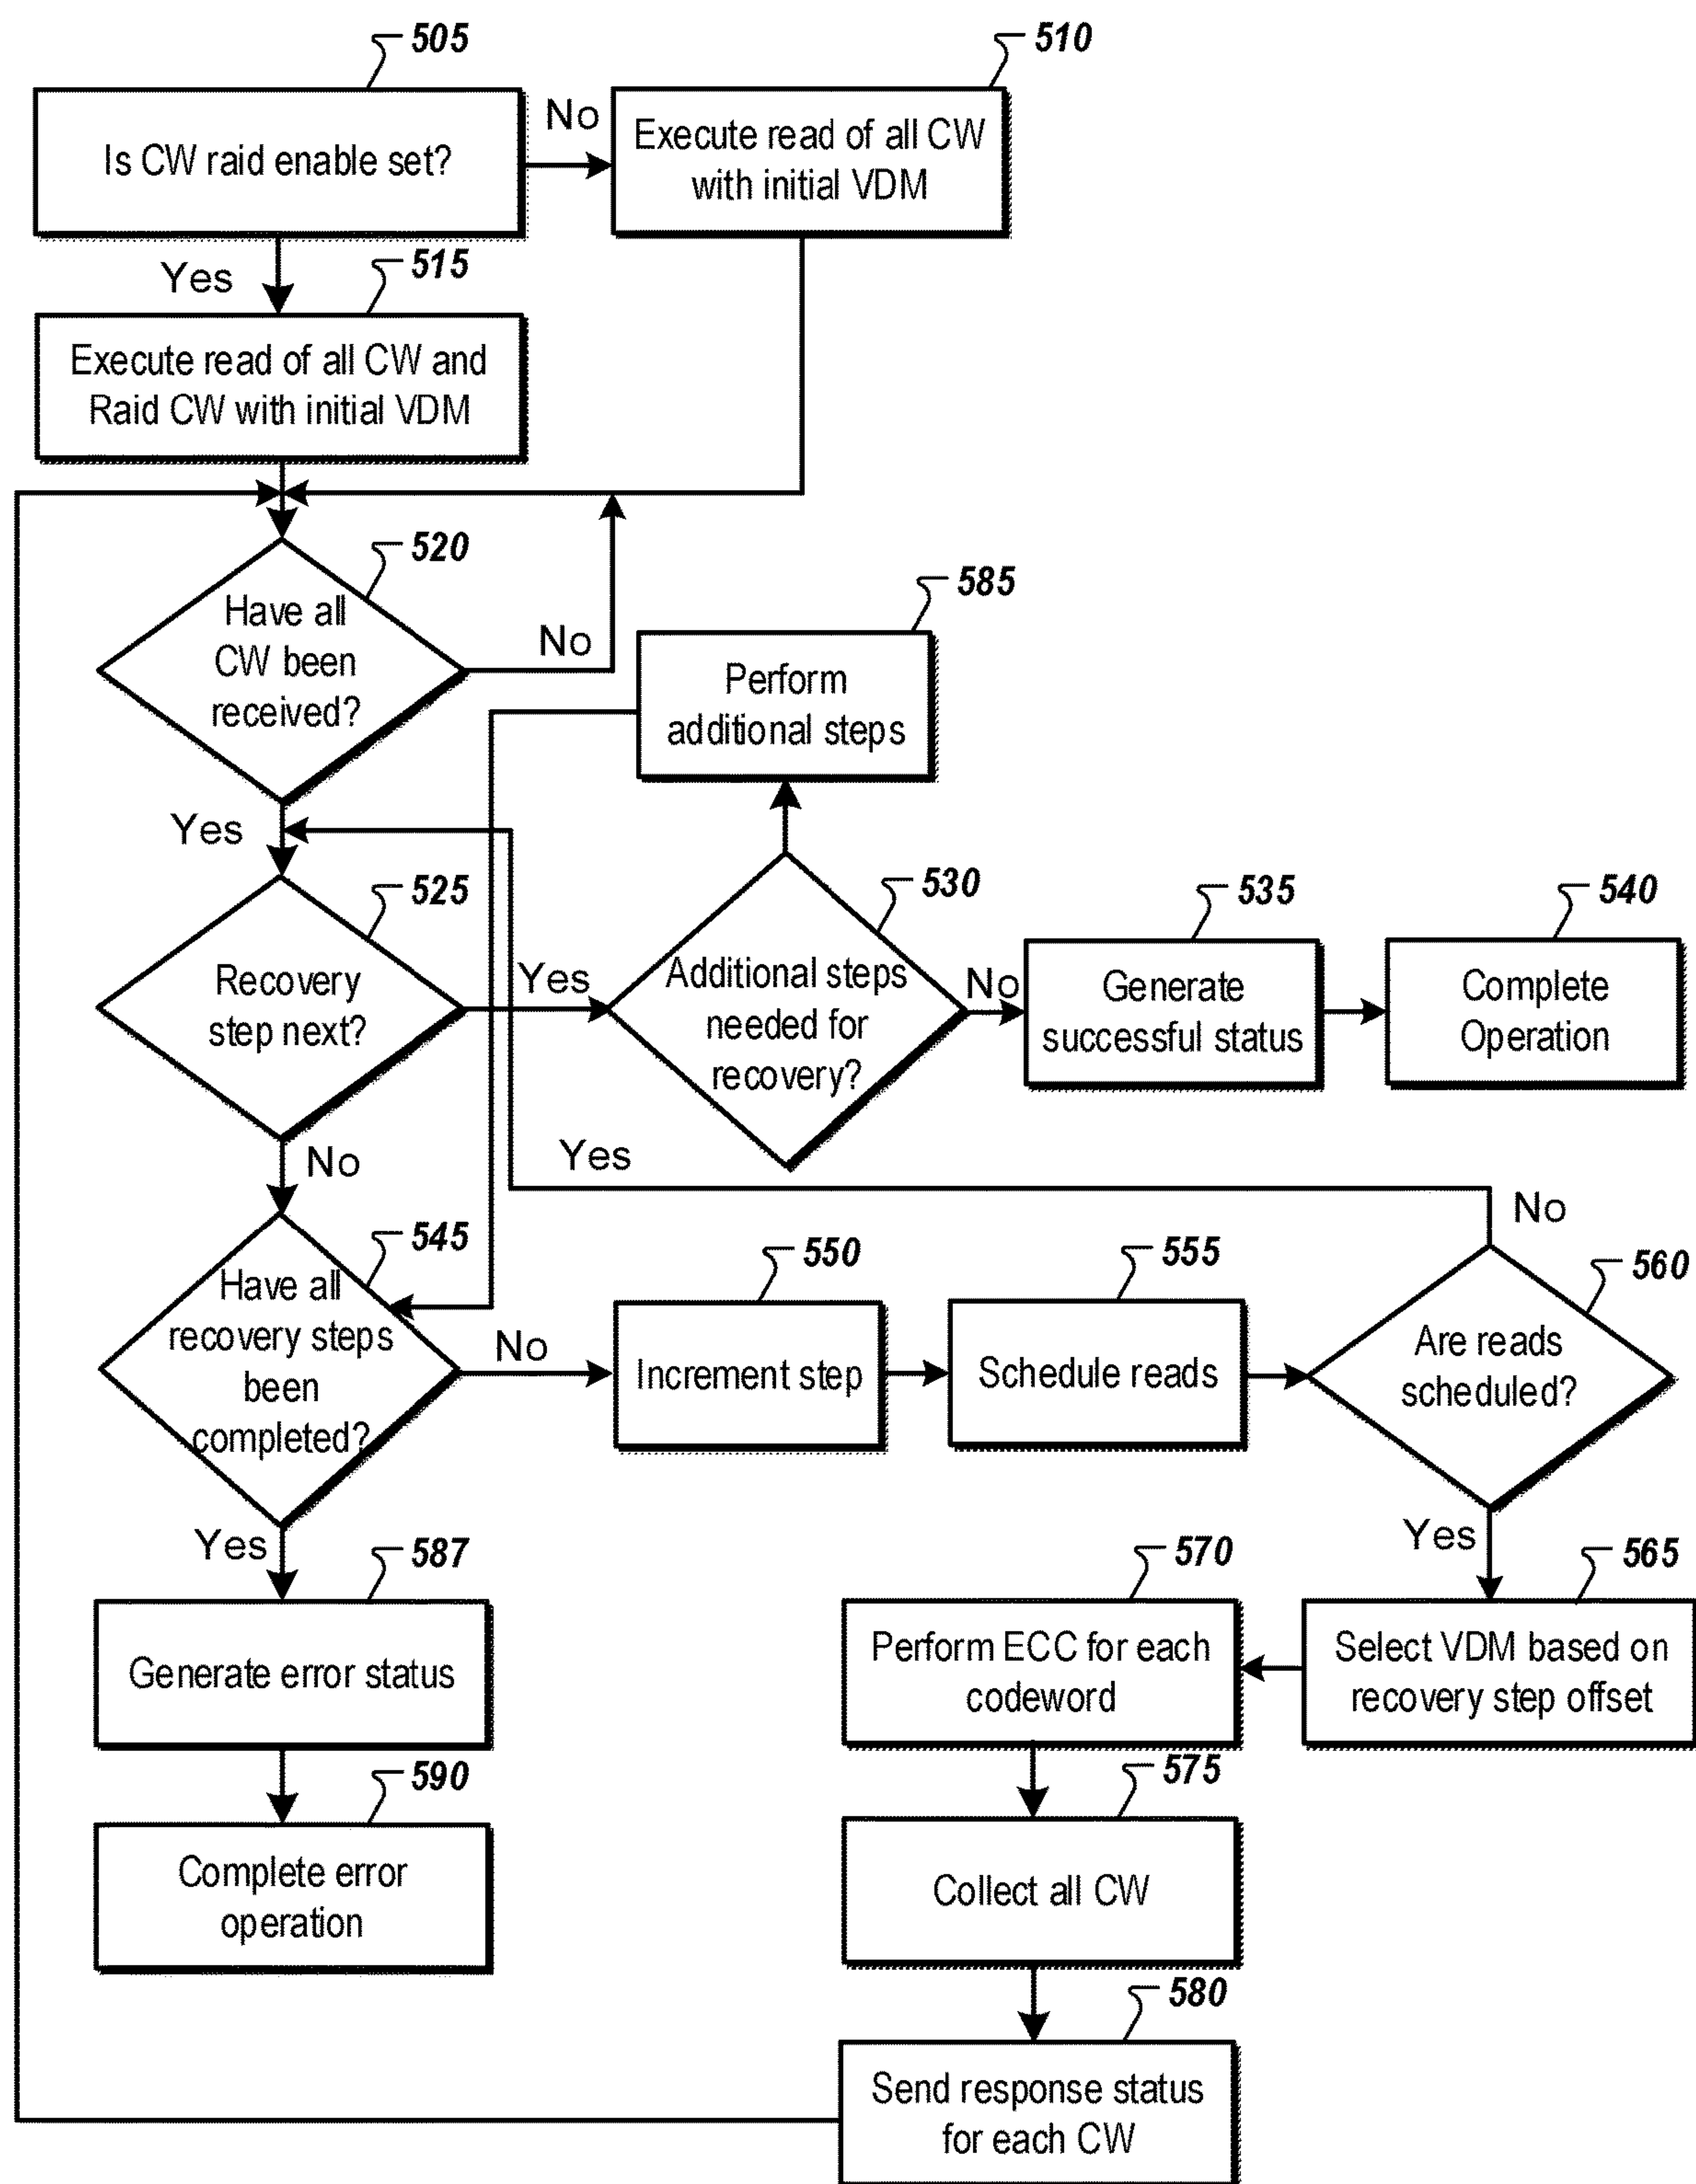 505
510
Is CW raid enable set?
No
Execute read of all CW
with initial VDM
Yes
515
Execute read of all CW and
Raid CW with initial VDM
520
Have all
CW been
received?
No
585
Perform
additional steps
Yes
525
Recovery
step next?
Yes
530
Additional steps
needed for
recovery?
No
535
Generate
successful status
540
Complete
Operation
No
Yes
No
545
Have all
recovery steps
been
completed?
No
550
Increment step
555
Schedule reads
560
Are reads
scheduled?
Yes
587
Generate error status
Yes
565
Select VDM based on
recovery step offset
570
Perform ECC for each
codeword
590
Complete error
operation
575
Collect all CW
580
Send response status
for each CW